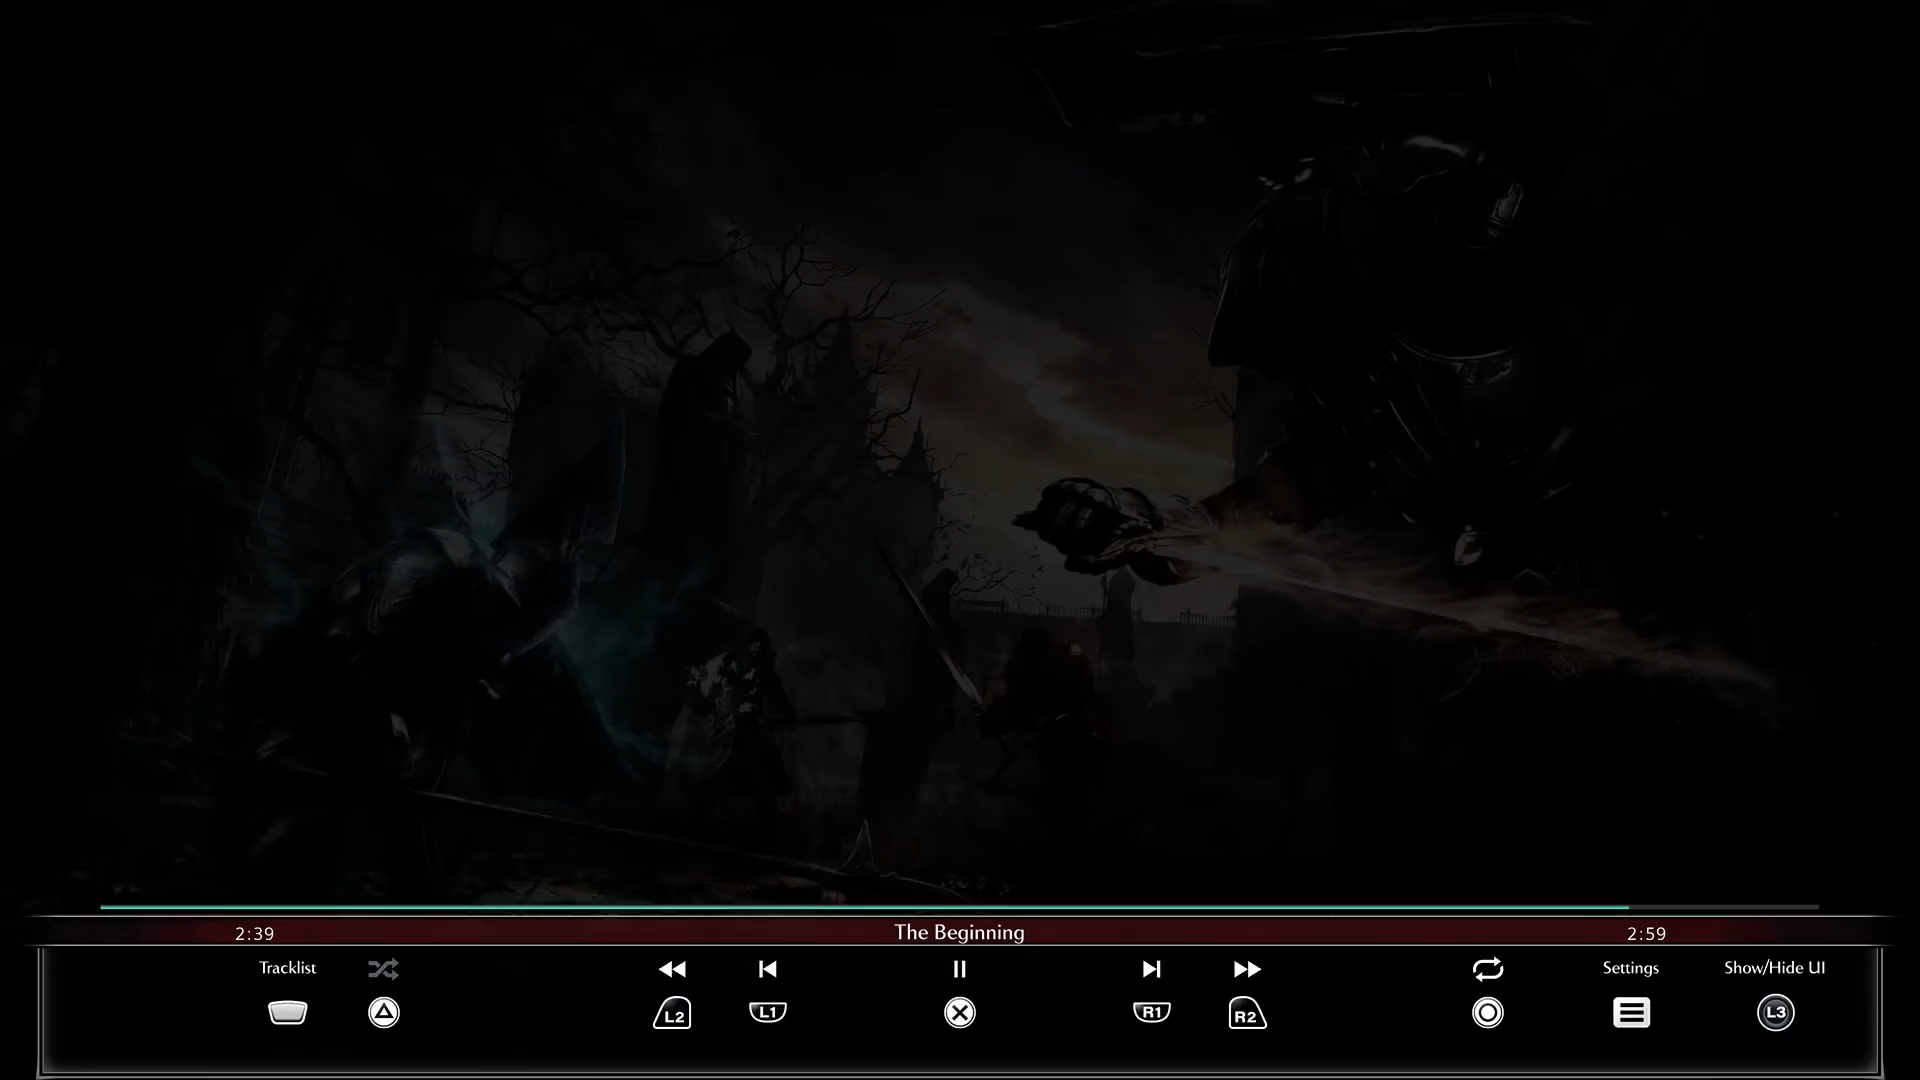 2:39 The Beginning 2:59
Tracklist Settings Show/Hide UI
L2 L1 R1 R2 L3